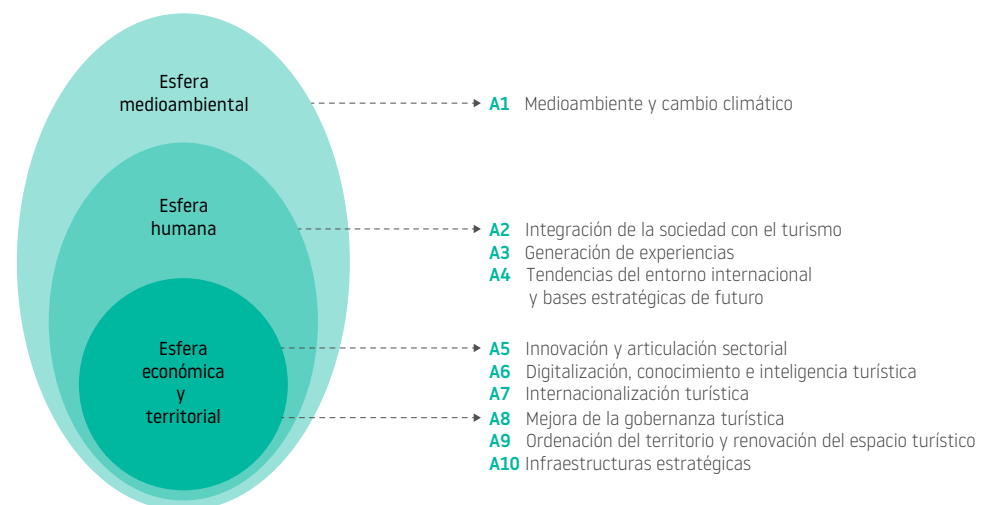 Esfera
medioambiental
A1 Medioambiente y cambio climático
Esfera
humana
A2 Integración de la sociedad con el turismo
A3 Generación de experiencias
A4 Tendencias del entorno internacional
y bases estratégicas de futuro
Esfera
económica
y
territorial
A5 Innovación y articulación sectorial
A6 Digitalización, conocimiento e inteligencia turística
A7 Internacionalización turística
A8 Mejora de la gobernanza turística
A9 Ordenación del territorio y renovación del espacio turístico
A10 Infraestructuras estratégicas